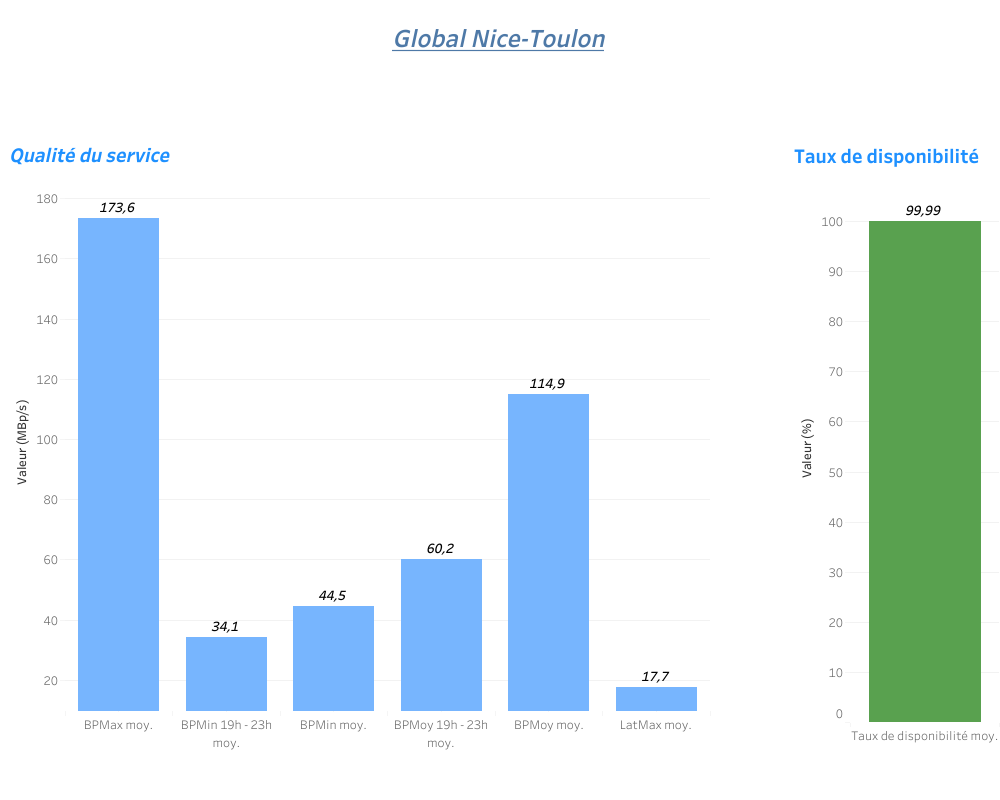 Global Nice-Toulon
Qualité du service
Taux de disponibilité
Valeur (MBp/s)
180
160
140
120
100
80
60
40
20
173,6
34,1
44,5
60,2
114,9
17,7
BPMax moy.
BPMin 19h - 23h
moy.
BPMin moy.
BPMoy 19h - 23h
moy.
BPMoy moy.
LatMax moy.
Valeur (%)
100
90
80
70
60
50
40
30
20
10
0
99,99
Taux de disponibilité moy.